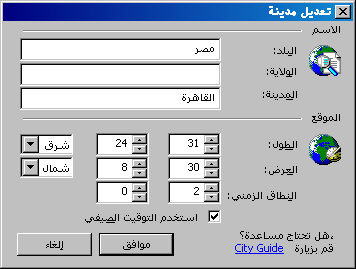 تعديل مدينة
الاسم
البلد: مصر
الولاية:
المدينة: القاهرة
الموقع
الطول: 31 24 شرق
العرض: 30 8 شمال
النطاق الزمني: 2 0
استخدم التوقيت الصيفي
هل تحتاج مساعدة؟،
قم بزيارة City Guide
موافق إلغاء